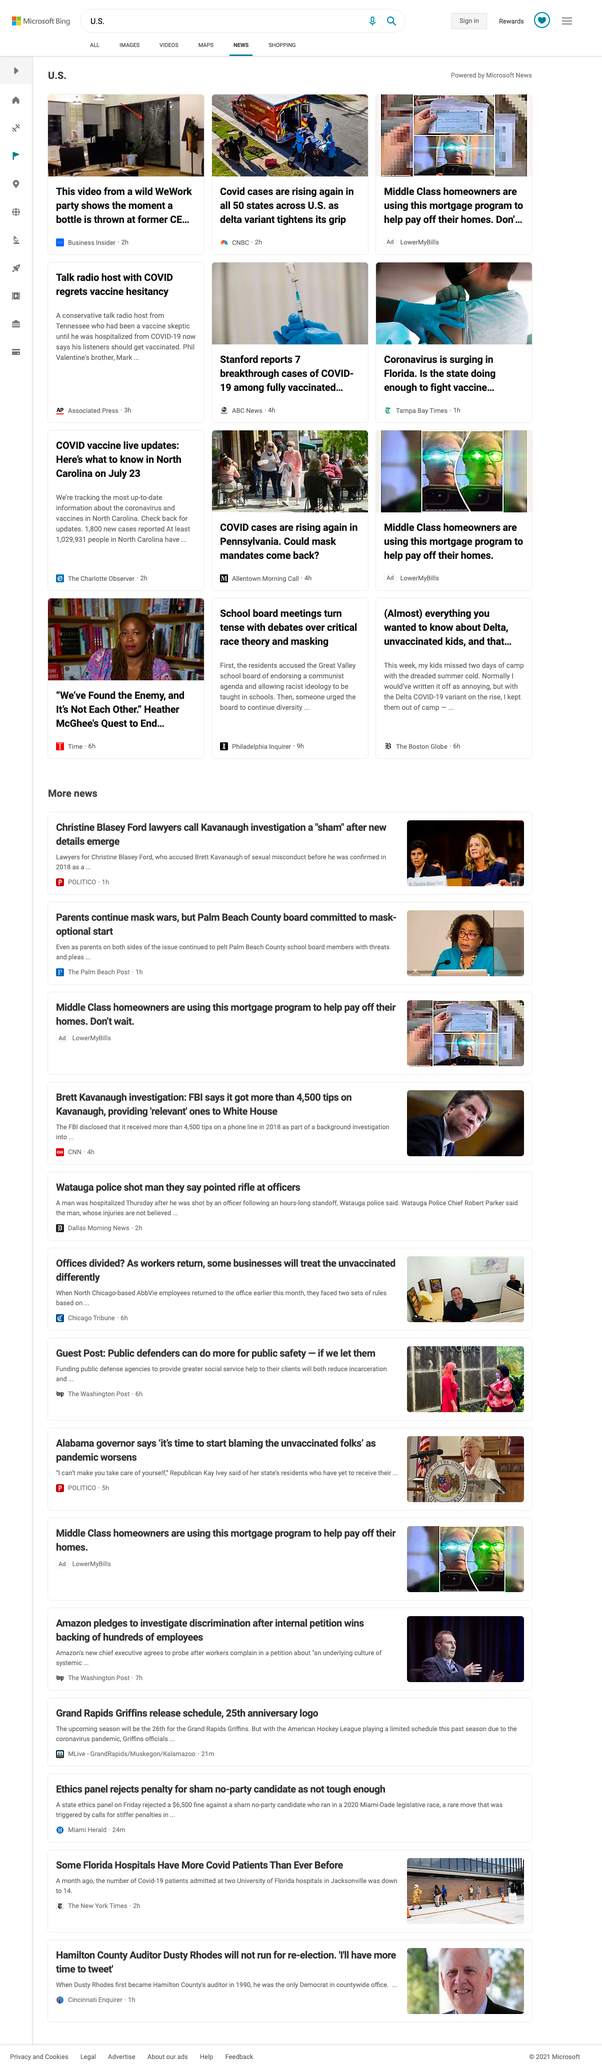 Microsoft Bing
U.S.
Sign in
Rewards
ALL
IMAGES
VIDEOS
MAPS
NEWS
SHOPPING
U.S.
Powered by Microsoft News
This video from a wild WeWork
party shows the moment a
bottle is thrown at former CE...
Business Insider · 2h
Covid cases are rising again in
all 50 states across U.S. as
delta variant tightens its grip
CNBC · 2h
Middle Class homeowners are
using this mortgage program to
help pay off their homes. Don'...
Ad LowerMyBills
Talk radio host with COVID
regrets vaccine hesitancy
A conservative talk radio host from
Tennessee who had been a vaccine skeptic
until he was hospitalized from COVID-19 now
says his listeners should get vaccinated. Phil
Valentine's brother, Mark ...
AP Associated Press · 3h
Stanford reports 7
breakthrough cases of COVID-
19 among fully vaccinated...
ABC News · 4h
Coronavirus is surging in
Florida. Is the state doing
enough to fight vaccine...
Tampa Bay Times · 1h
COVID vaccine live updates:
Here's what to know in North
Carolina on July 23
We're tracking the most up-to-date
information about the coronavirus and
vaccines in North Carolina. Check back for
updates. 1,800 new cases reported At least
1,029,931 people in North Carolina have ...
The Charlotte Observer · 2h
COVID cases are rising again in
Pennsylvania. Could mask
mandates come back?
Allentown Morning Call · 4h
Middle Class homeowners are
using this mortgage program to
help pay off their homes.
Ad LowerMyBills
"We've Found the Enemy, and
It's Not Each Other." Heather
McGhee's Quest to End...
Time · 6h
School board meetings turn
tense with debates over critical
race theory and masking
First, the residents accused the Great Valley
school board of endorsing a communist
agenda and allowing racist ideology to be
taught in schools. Then, someone urged the
board to continue diversity ...
Philadelphia Inquirer · 9h
(Almost) everything you
wanted to know about Delta,
unvaccinated kids, and that...
This week, my kids missed two days of camp
with the dreaded summer cold. Normally I
would've written it off as annoying, but with
the Delta COVID-19 variant on the rise, I kept
them out of camp — ...
The Boston Globe · 6h
More news
Christine Blasey Ford lawyers call Kavanaugh investigation a "sham" after new
details emerge
Lawyers for Christine Blasey Ford, who accused Brett Kavanaugh of sexual misconduct before he was confirmed in
2018 as a ...
POLITICO · 1h
Parents continue mask wars, but Palm Beach County board committed to mask-
optional start
Even as parents on both sides of the issue continued to pelt Palm Beach County school board members with threats
and pleas ...
The Palm Beach Post · 1h
Middle Class homeowners are using this mortgage program to help pay off their
homes. Don't wait.
Ad LowerMyBills
Brett Kavanaugh investigation: FBI says it got more than 4,500 tips on
Kavanaugh, providing 'relevant' ones to White House
The FBI disclosed that it received more than 4,500 tips on a phone line in 2018 as part of a background investigation
into ...
CNN · 4h
Watauga police shot man they say pointed rifle at officers
A man was hospitalized Thursday after he was shot by an officer following an hours-long standoff, Watauga police said. Watauga Police Chief Robert Parker said
the man, whose injuries are not believed ...
Dallas Morning News · 2h
Offices divided? As workers return, some businesses will treat the unvaccinated
differently
When North Chicago-based AbbVie employees returned to the office earlier this month, they faced two sets of rules
based on ...
Chicago Tribune · 6h
Guest Post: Public defenders can do more for public safety — if we let them
Funding public defense agencies to provide greater social service help to their clients will both reduce incarceration
and ...
The Washington Post · 6h
Alabama governor says 'it's time to start blaming the unvaccinated folks' as
pandemic worsens
"I can't make you take care of yourself," Republican Kay Ivey said of her state's residents who have yet to receive their ...
POLITICO · 5h
Middle Class homeowners are using this mortgage program to help pay off their
homes.
Ad LowerMyBills
Amazon pledges to investigate discrimination after internal petition wins
backing of hundreds of employees
Amazon's new chief executive agrees to probe after workers complain in a petition about "an underlying culture of
systemic ...
The Washington Post · 7h
Grand Rapids Griffins release schedule, 25th anniversary logo
The upcoming season will be the 26th for the Grand Rapids Griffins. But with the American Hockey League playing a limited schedule this past season due to the
coronavirus pandemic, Griffins officials ...
MLive - GrandRapids/Muskegon/Kalamazoo · 21m
Ethics panel rejects penalty for sham no-party candidate as not tough enough
A state ethics panel on Friday rejected a $6,500 fine against a sham no-party candidate who ran in a 2020 Miami-Dade legislative race, a rare move that was
triggered by calls for stiffer penalties in ...
Miami Herald · 24m
Some Florida Hospitals Have More Covid Patients Than Ever Before
A month ago, the number of Covid-19 patients admitted at two University of Florida hospitals in Jacksonville was down
to 14.
The New York Times · 2h
Hamilton County Auditor Dusty Rhodes will not run for re-election. 'I'll have more
time to tweet'
When Dusty Rhodes first became Hamilton County's auditor in 1990, he was the only Democrat in countywide office. ...
Cincinnati Enquirer · 1h
Privacy and Cookies
Legal
Advertise
About our ads
Help
Feedback
© 2021 Microsoft